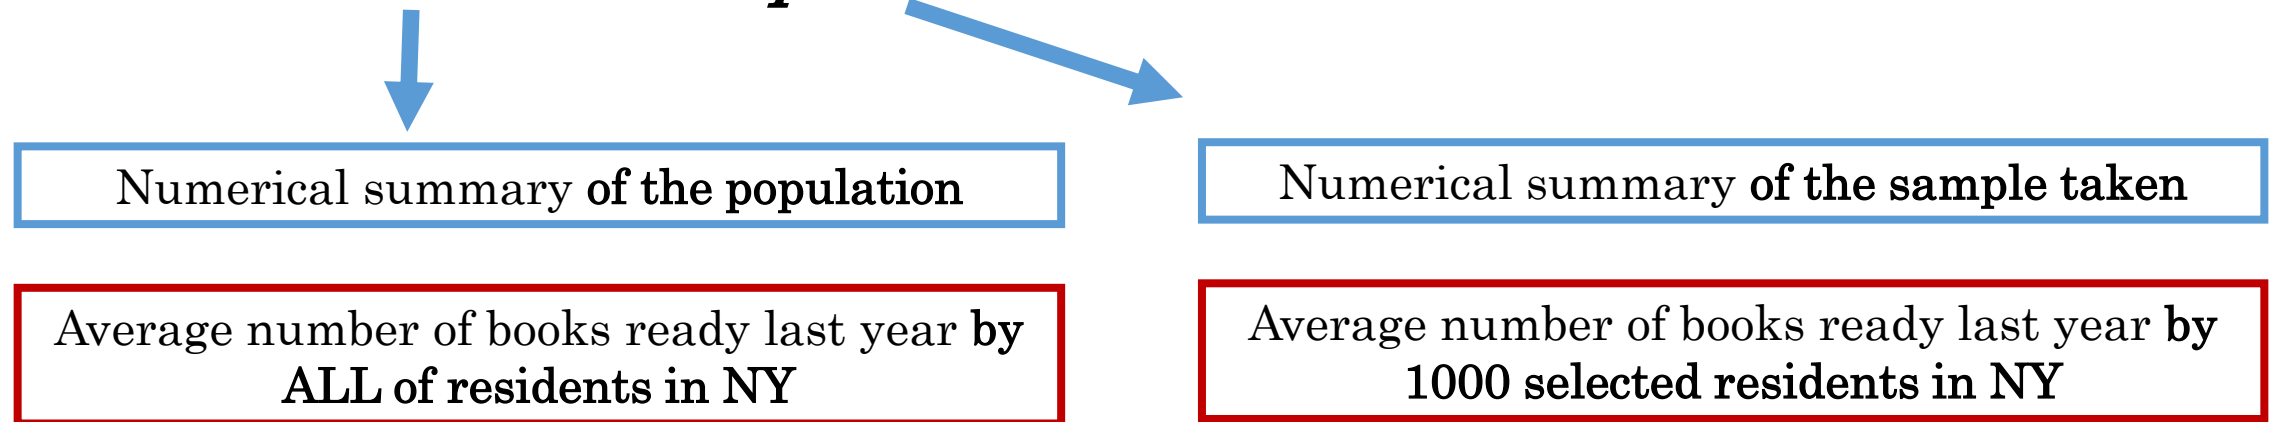 Numerical summary of the population
Numerical summary of the sample taken
Average number of books ready last year by
ALL of residents in NY
Average number of books ready last year by
1000 selected residents in NY